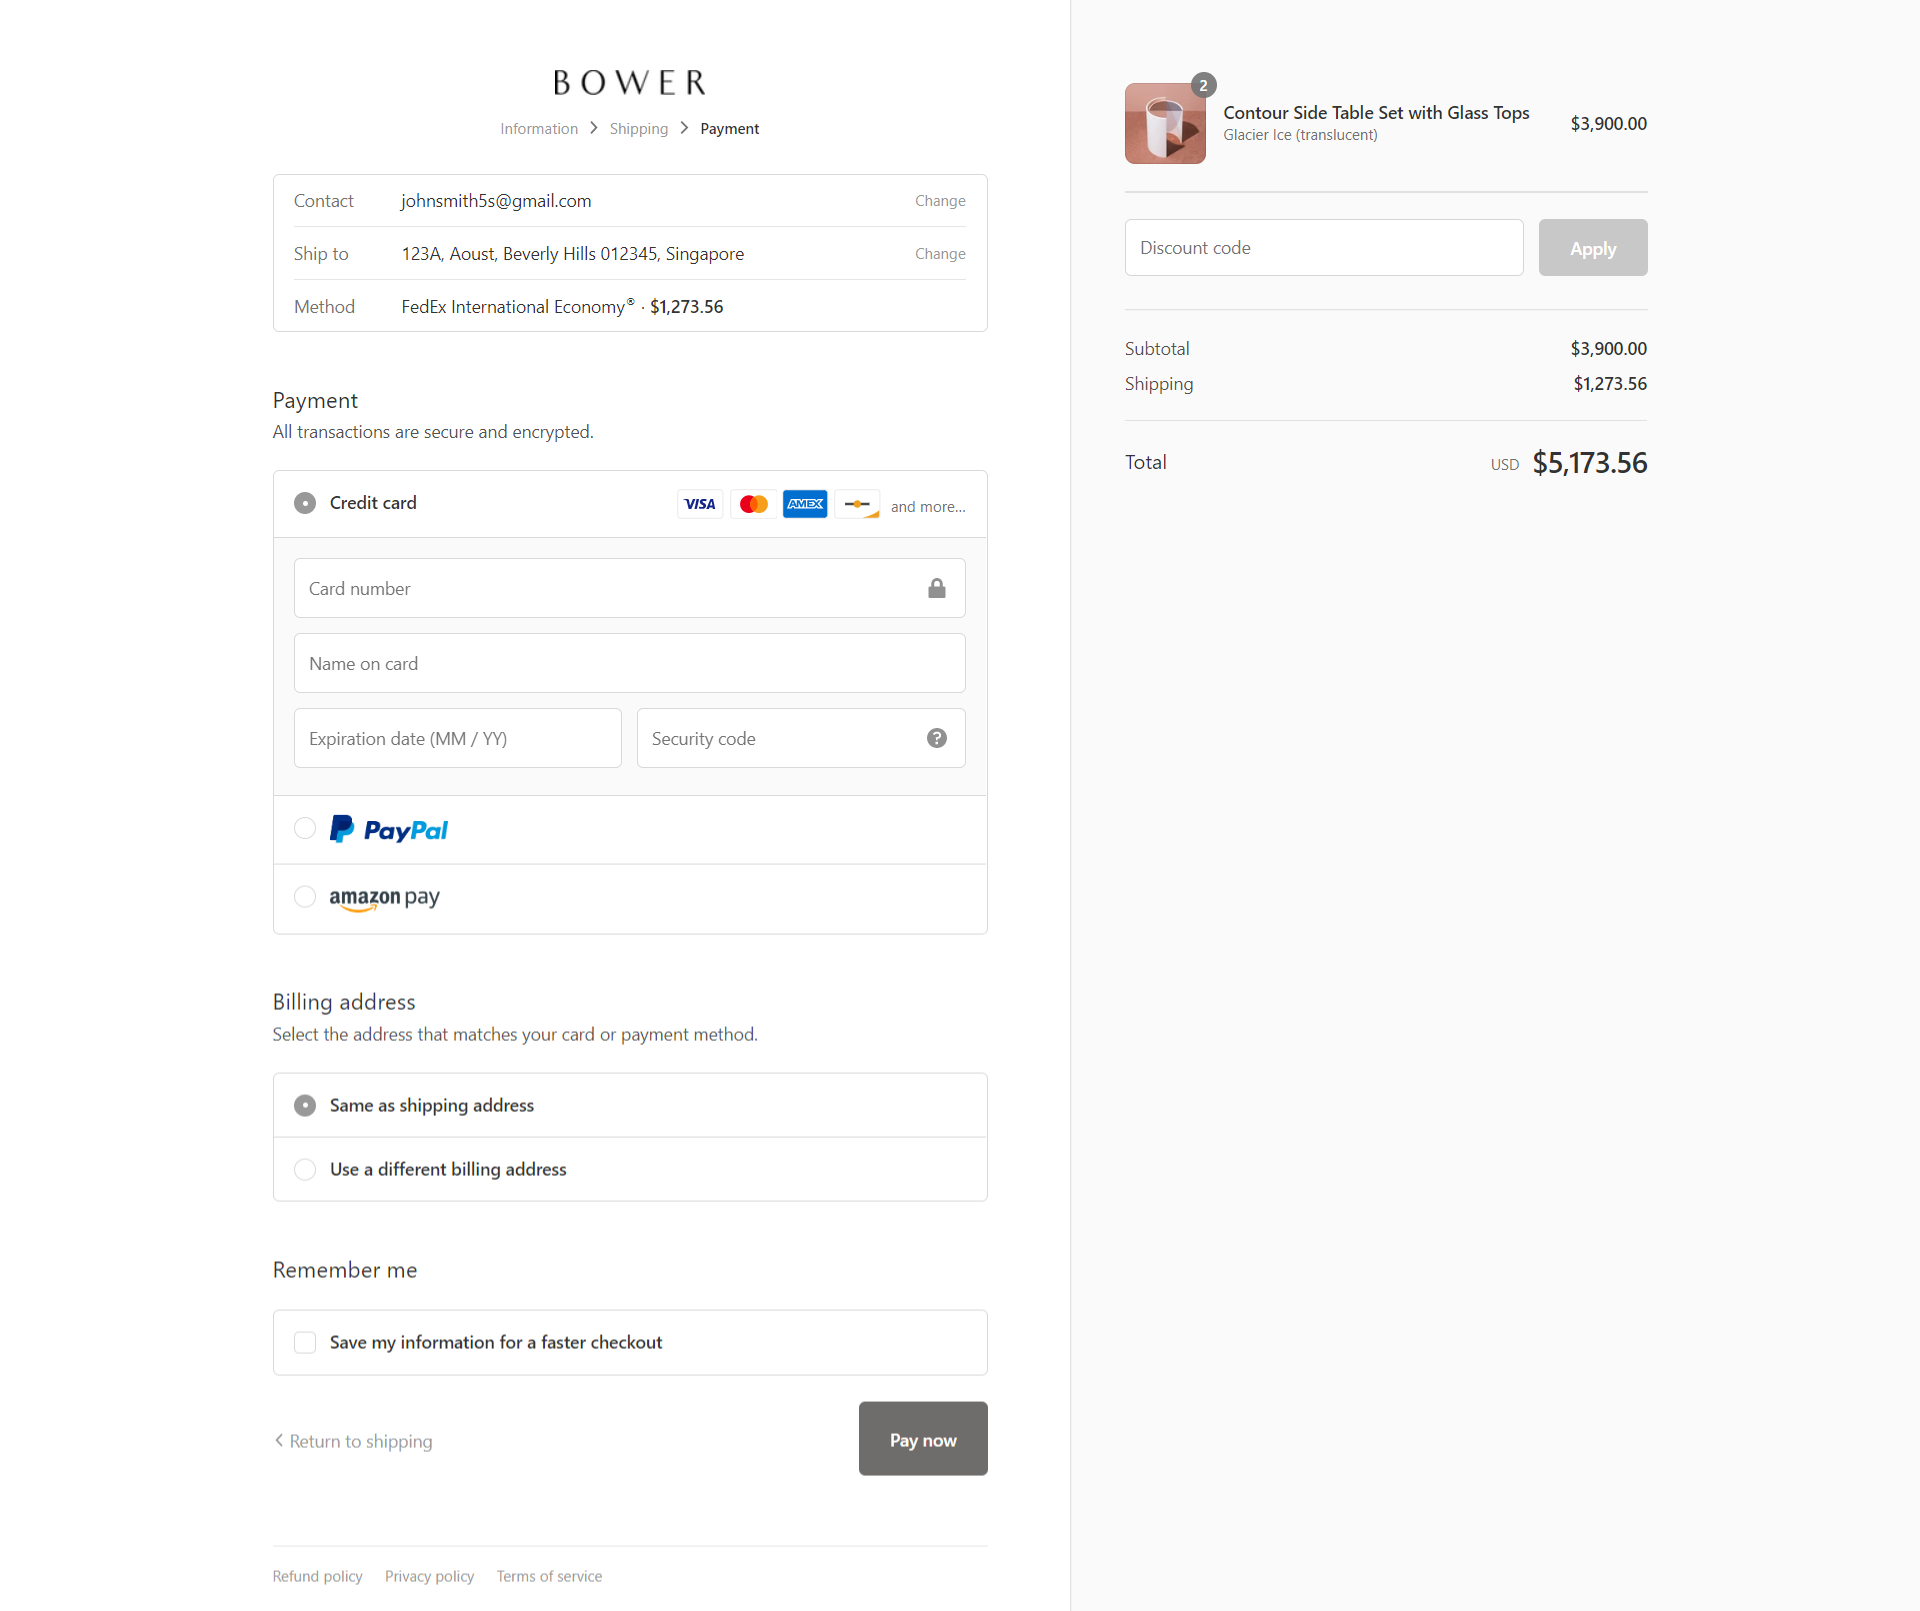 BOWER
Information > Shipping > Payment
Contact johnsmith5s@gmail.com Change
Ship to 123A, Aoust, Beverly Hills 012345, Singapore Change
Method FedEx International Economy® · $1,273.56
Payment
All transactions are secure and encrypted.
Credit card VISA AMEX and more...
Card number
Name on card
Expiration date (MM / YY) Security code ?
PayPal
amazon pay
Billing address
Select the address that matches your card or payment method.
Same as shipping address
Use a different billing address
Remember me
Save my information for a faster checkout
< Return to shipping Pay now
Refund policy Privacy policy Terms of service
2
Contour Side Table Set with Glass Tops $3,900.00
Glacier Ice (translucent)
Discount code Apply
Subtotal $3,900.00
Shipping $1,273.56
Total USD $5,173.56